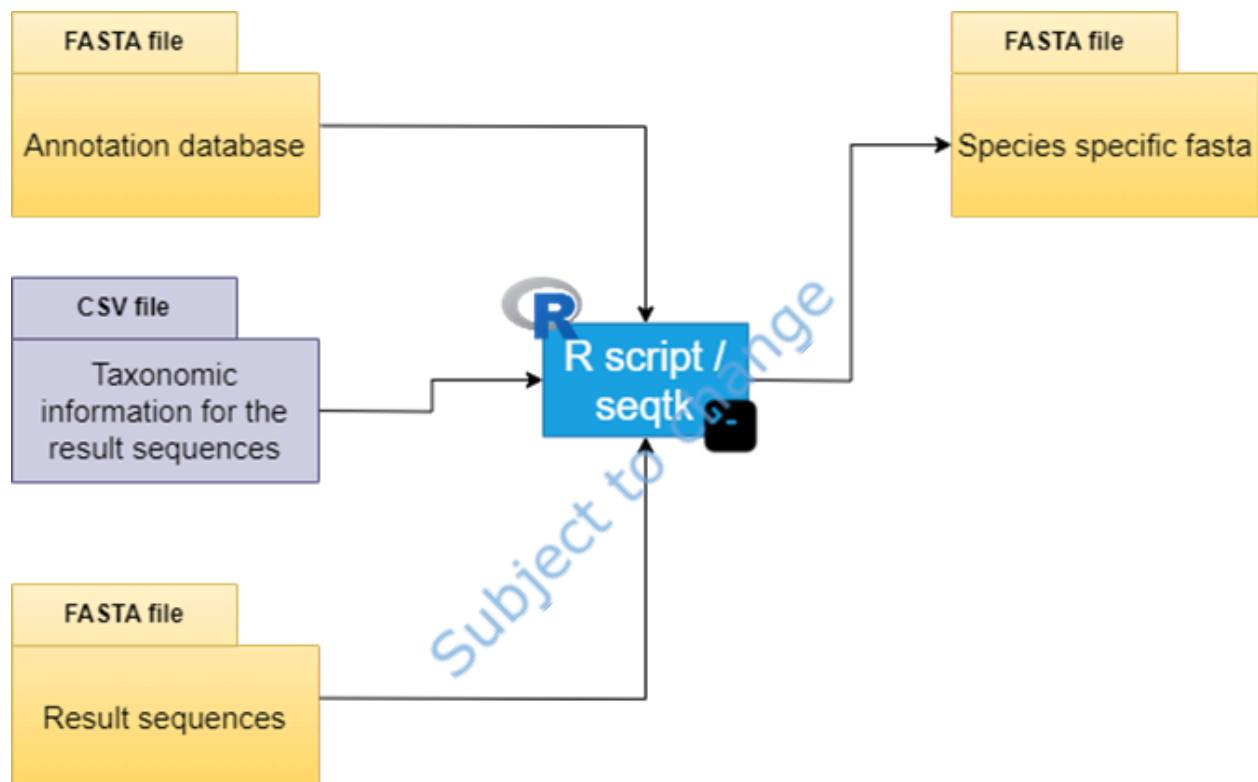 FASTA file
Annotation database
FASTA file
Species specific fasta
CSV file
Taxonomic
information for the
result sequences
R
R script /
seqtk
Subject to change
FASTA file
Result sequences